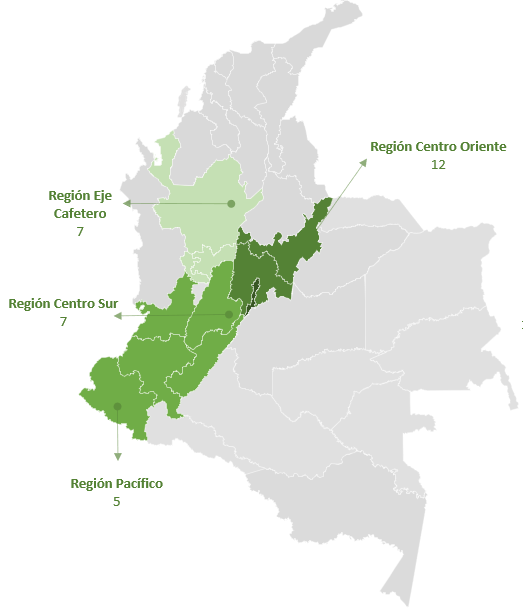 Región Centro Oriente
12
Región Eje
Cafetero
7
Región Centro Sur
7
Región Pacífico
5